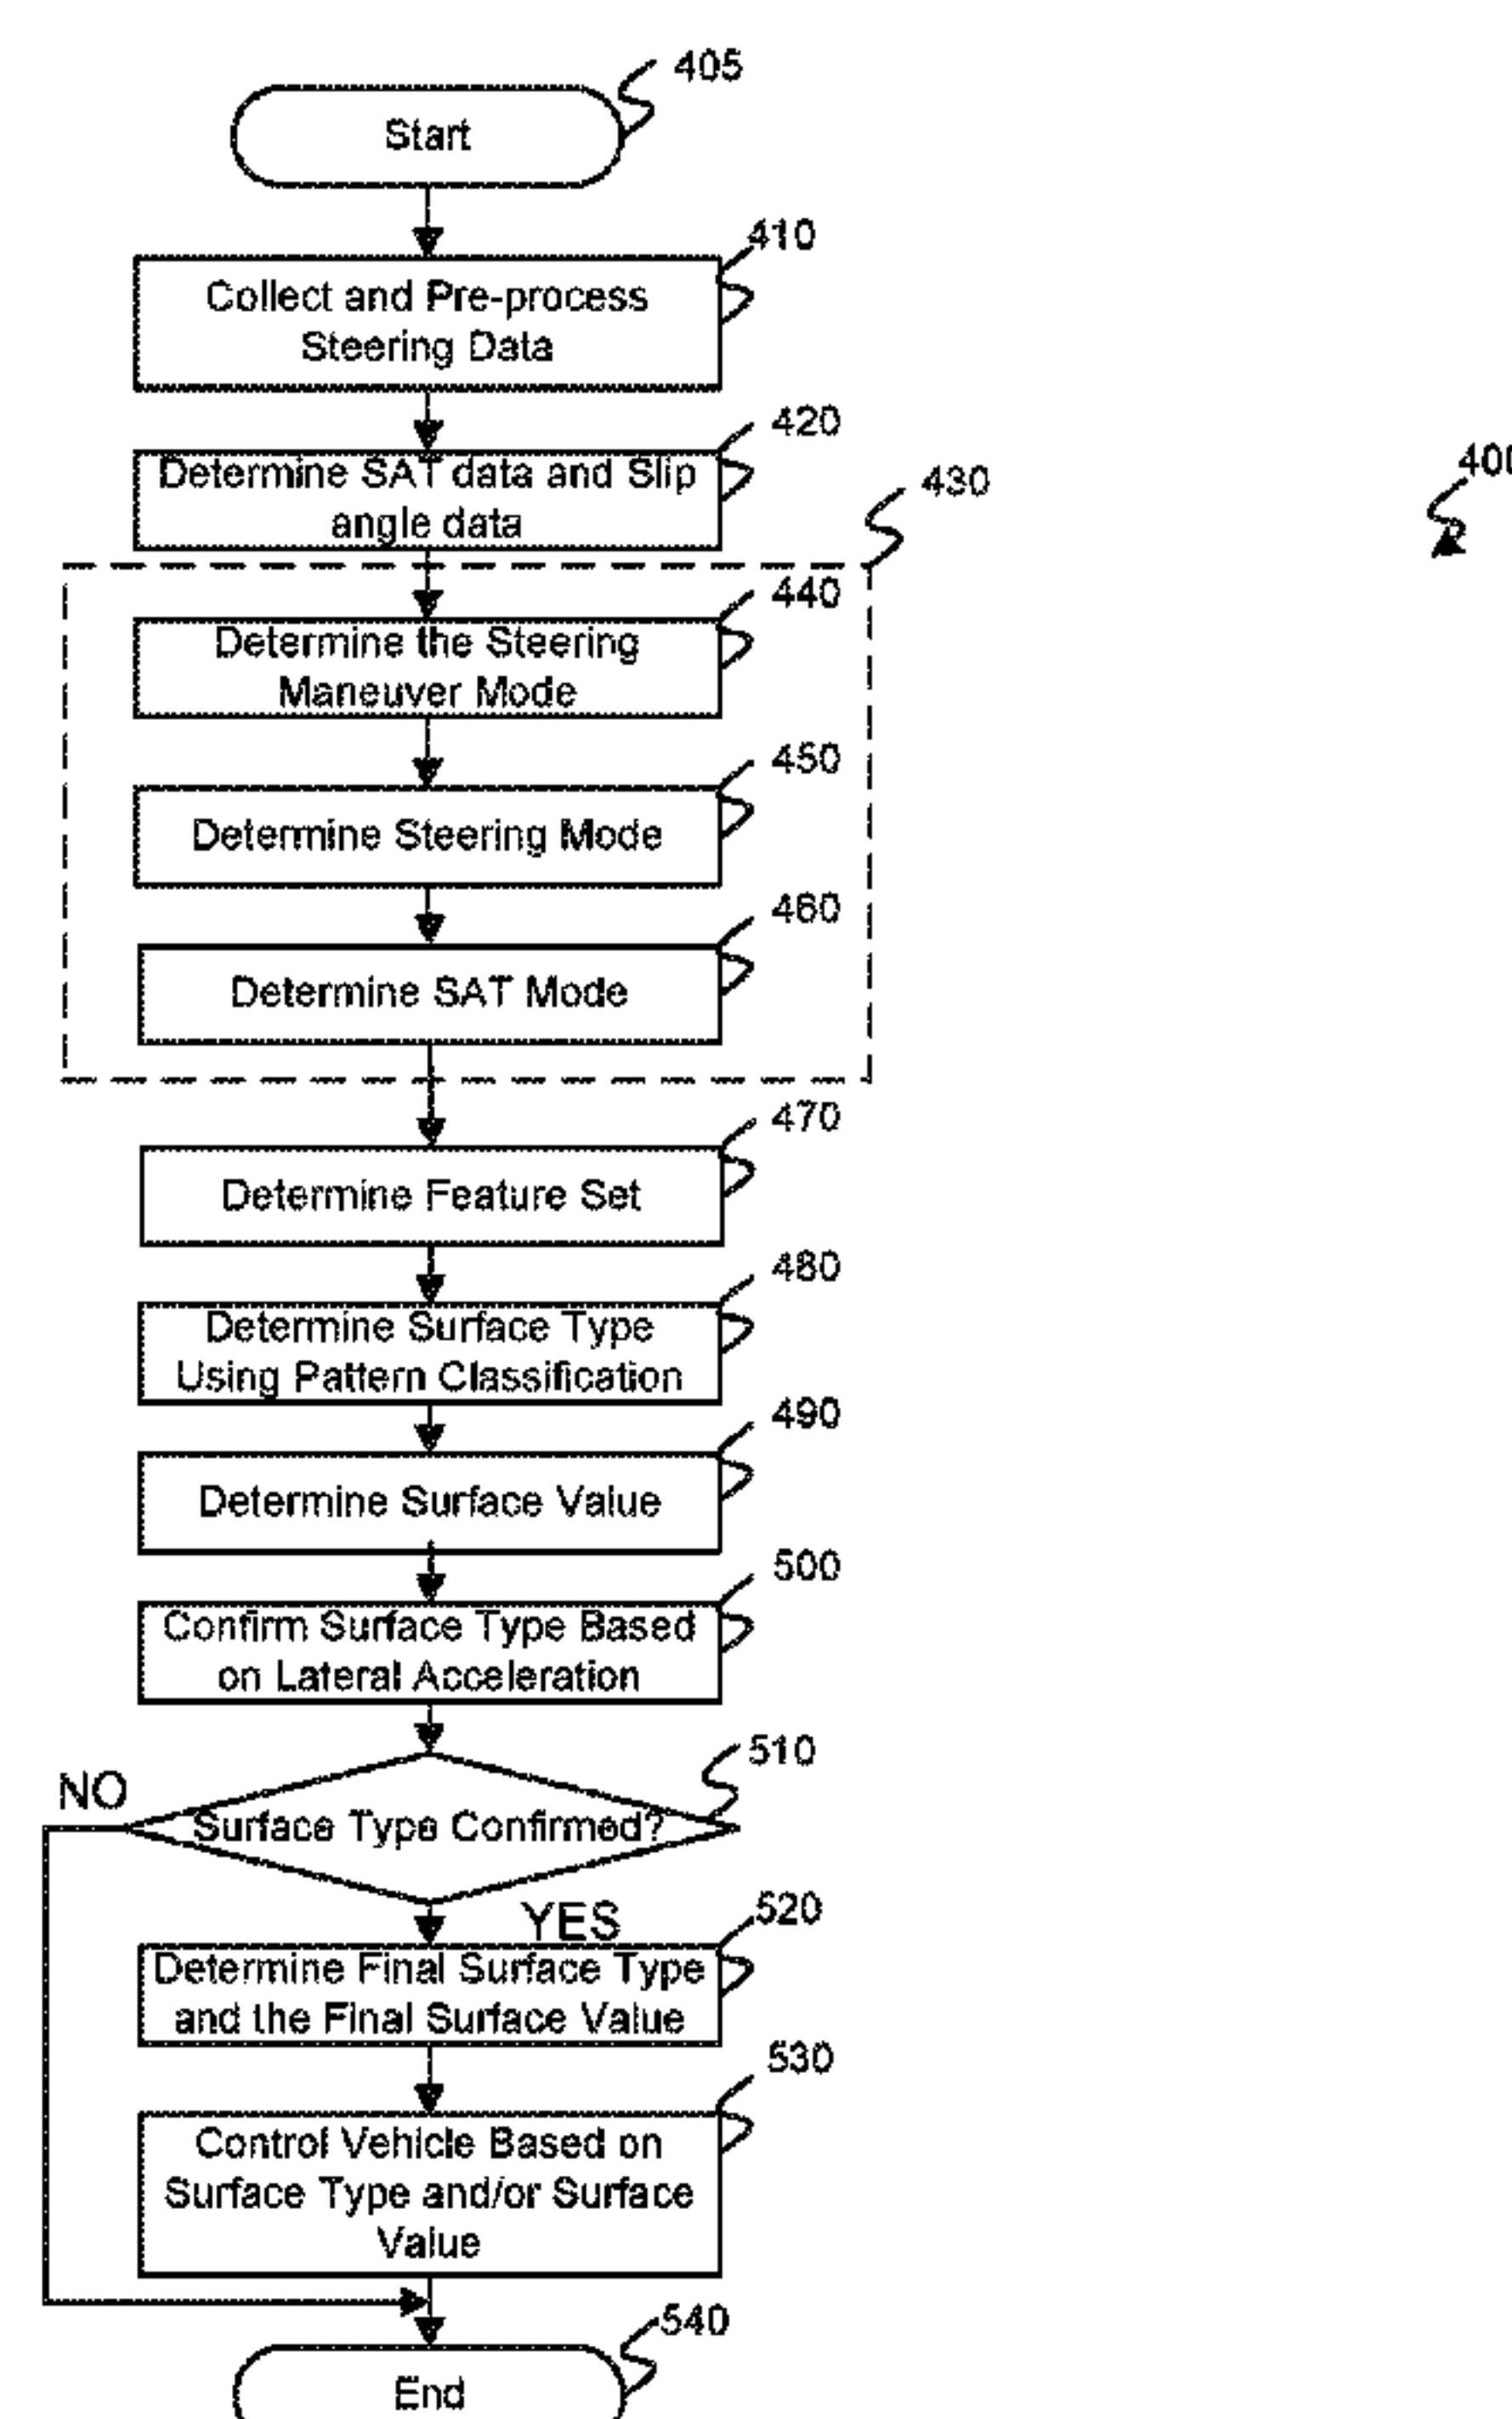 405
Start
410
Collect and Pre-process
Steering Data
420
Determine SAT data and Slip
angle data
430
400
440
Determine the Steering
Maneuver Mode
450
Determine Steering Mode
460
Determine SAT Mode
470
Determine Feature Set
480
Determine Surface Type
Using Pattern Classification
490
Determine Surface Value
500
Confirm Surface Type Based
on Lateral Acceleration
510
NO
Surface Type Confirmed?
YES
520
Determine Final Surface Type
and the Final Surface Value
530
Control Vehicle Based on
Surface Type and/or Surface
Value
540
End